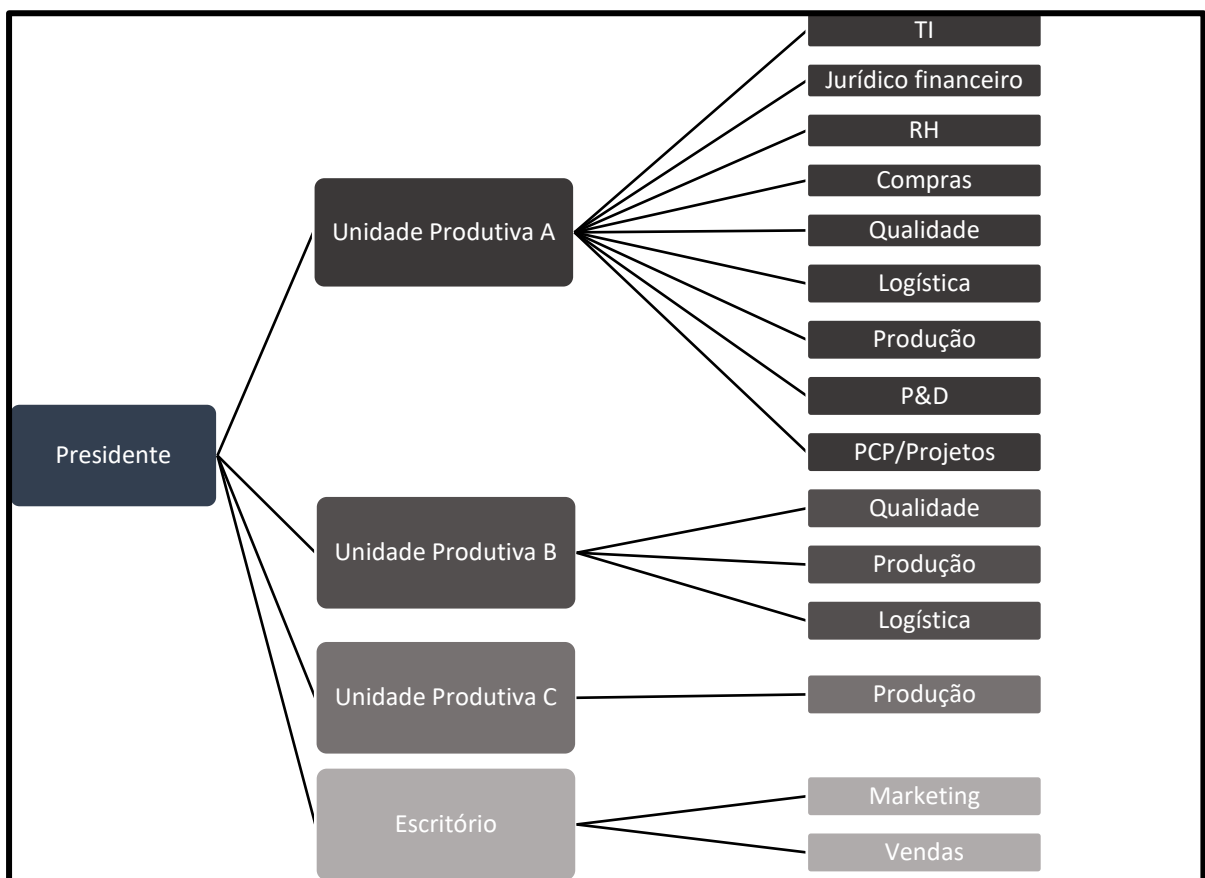 Presidente
Unidade Produtiva A
TI
Jurídico financeiro
RH
Compras
Qualidade
Logística
Produção
P&D
PCP/Projetos
Unidade Produtiva B
Qualidade
Produção
Logística
Unidade Produtiva C
Produção
Escritório
Marketing
Vendas